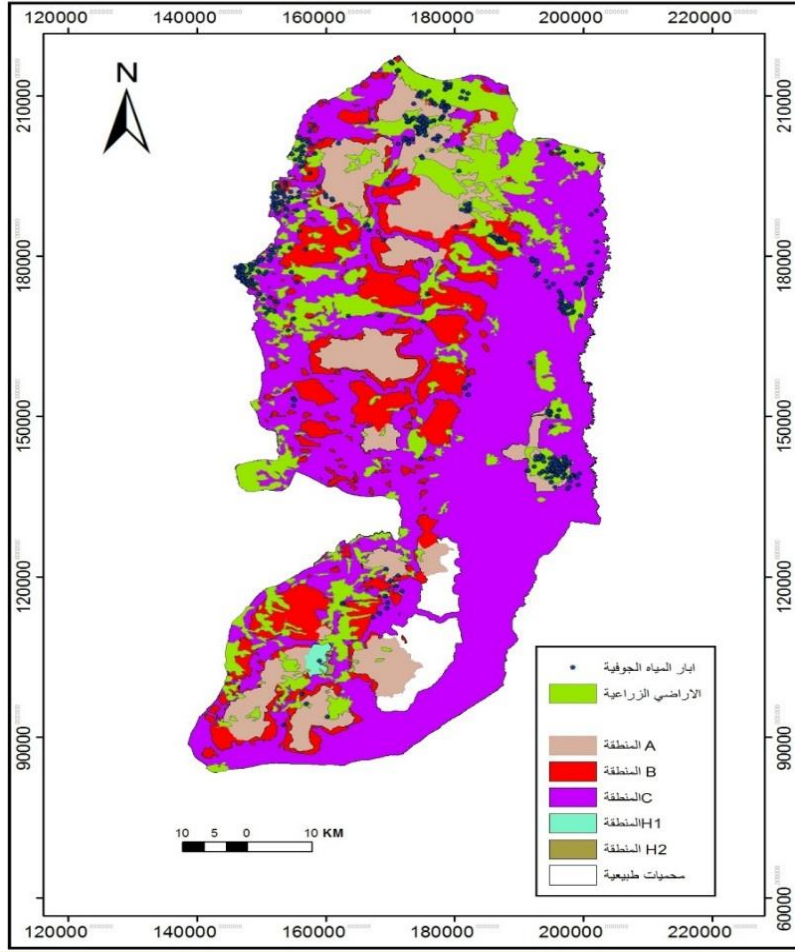 120000 140000 160000 180000 200000 220000
N
210000 210000
180000 180000
150000 150000
120000 120000
90000 90000
60000
ابار المياه الجوفية
الاراضي الزراعية
المنطقة A
المنطقة B
المنطقةC
المنطقةH1
المنطقة H2
محميات طبيعية
10 5 0 10 KM
120000 140000 160000 180000 200000 220000